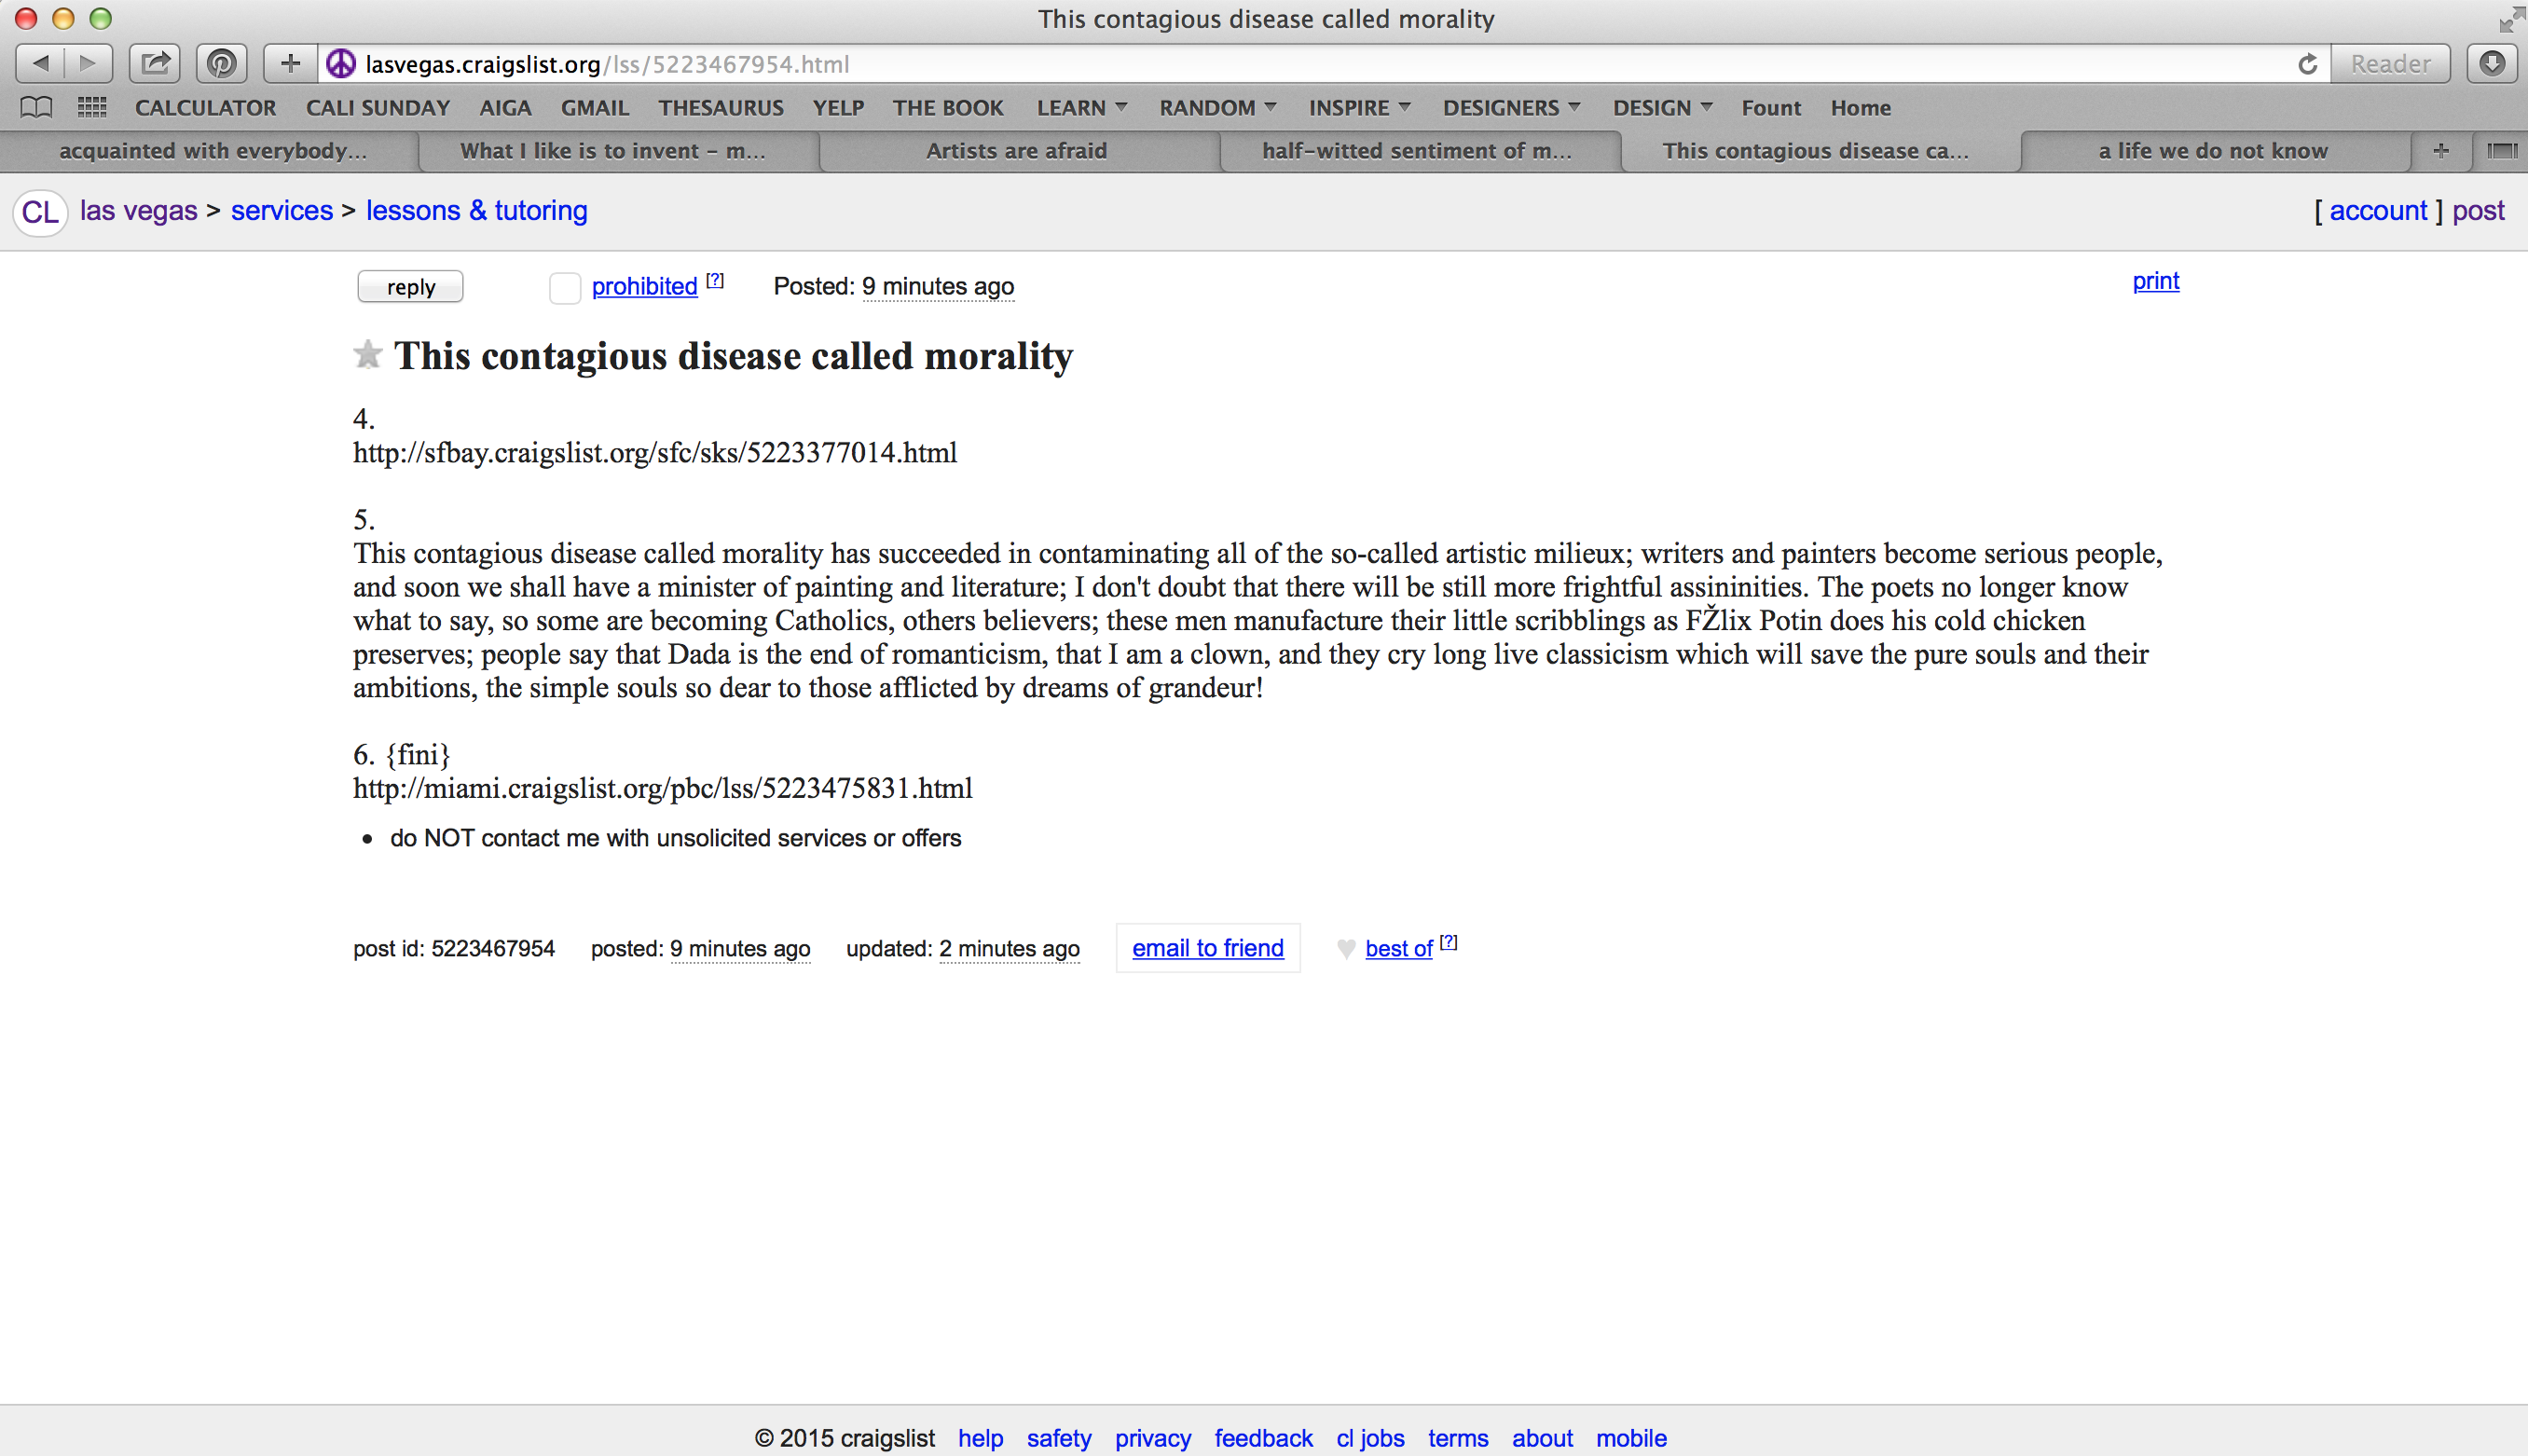 This contagious disease called morality
lasvegas.craigslist.org/lss/5223467954.html
Reader
CALCULATOR CALI SUNDAY AIGA GMAIL THESAURUS YELP THE BOOK LEARN RANDOM INSPIRE DESIGNERS DESIGN Fount Home
acquainted with everybody... What I like is to invent – m... Artists are afraid half-witted sentiment of m... This contagious disease ca... a life we do not know
CL las vegas > services > lessons & tutoring [ account ] post
reply prohibited [?] Posted: 9 minutes ago print
This contagious disease called morality
4.
http://sfbay.craigslist.org/sfc/sks/5223377014.html
5.
This contagious disease called morality has succeeded in contaminating all of the so-called artistic milieux; writers and painters become serious people,
and soon we shall have a minister of painting and literature; I don't doubt that there will be still more frightful assininities. The poets no longer know
what to say, so some are becoming Catholics, others believers; these men manufacture their little scribblings as FŽlix Potin does his cold chicken
preserves; people say that Dada is the end of romanticism, that I am a clown, and they cry long live classicism which will save the pure souls and their
ambitions, the simple souls so dear to those afflicted by dreams of grandeur!
6. {fini}
http://miami.craigslist.org/pbc/lss/5223475831.html
• do NOT contact me with unsolicited services or offers
post id: 5223467954 posted: 9 minutes ago updated: 2 minutes ago email to friend best of [?]
© 2015 craigslist help safety privacy feedback cl jobs terms about mobile